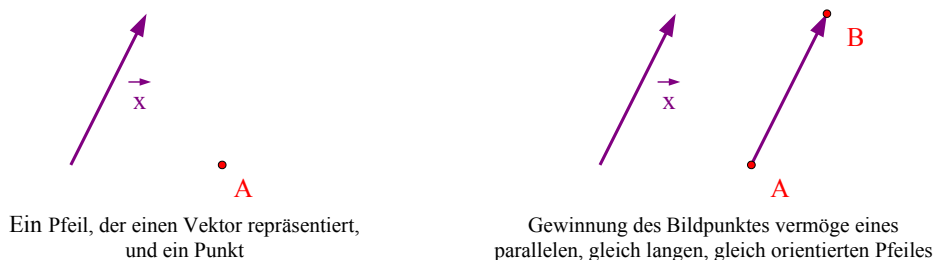 x
A
Ein Pfeil, der einen Vektor repräsentiert,
und ein Punkt
x
B
A
Gewinnung des Bildpunktes vermöge eines
parallelen, gleich langen, gleich orientierten Pfeiles